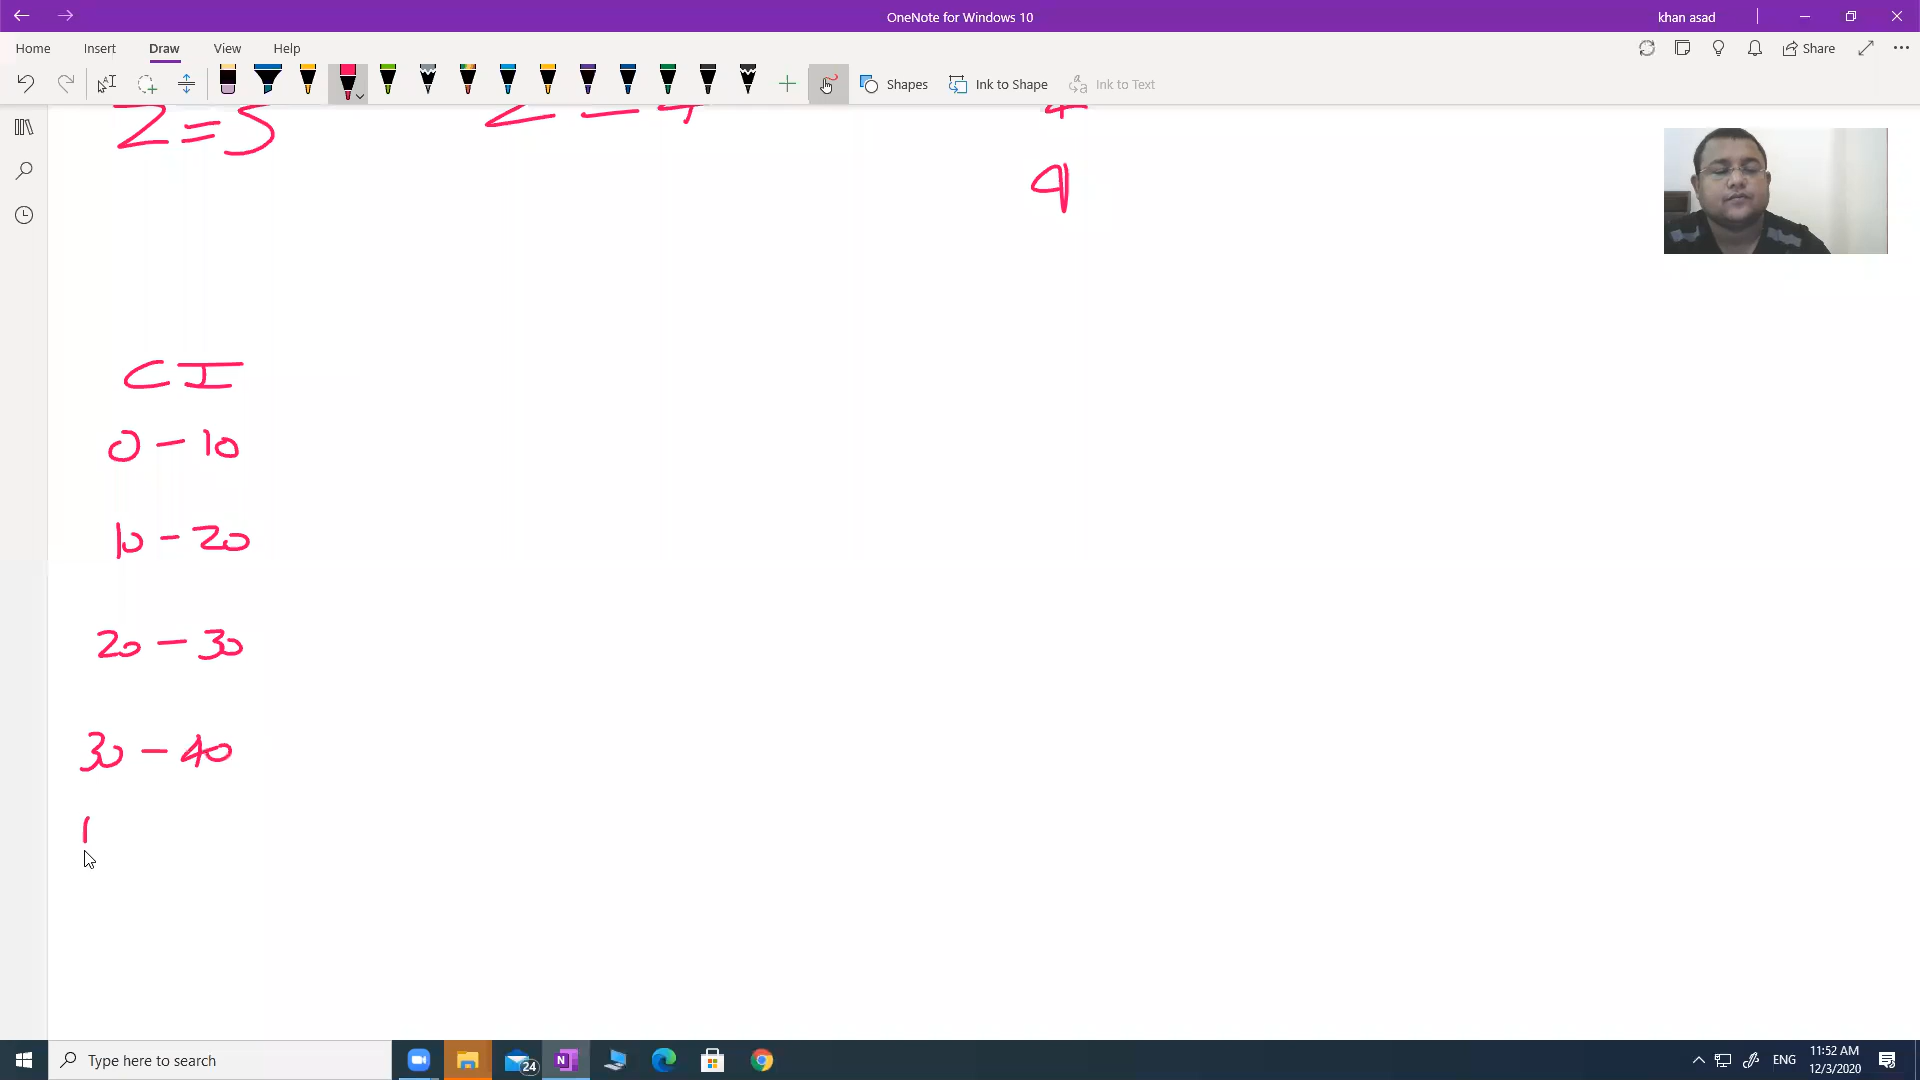 OneNote for Windows 10
khan asad
Home Insert Draw View Help
Share
Shapes Ink to Shape Ink to Text
Z=5
9
CI
0-10
10-20
20-30
30-40
Type here to search
24
ENG
11:52 AM
12/3/2020